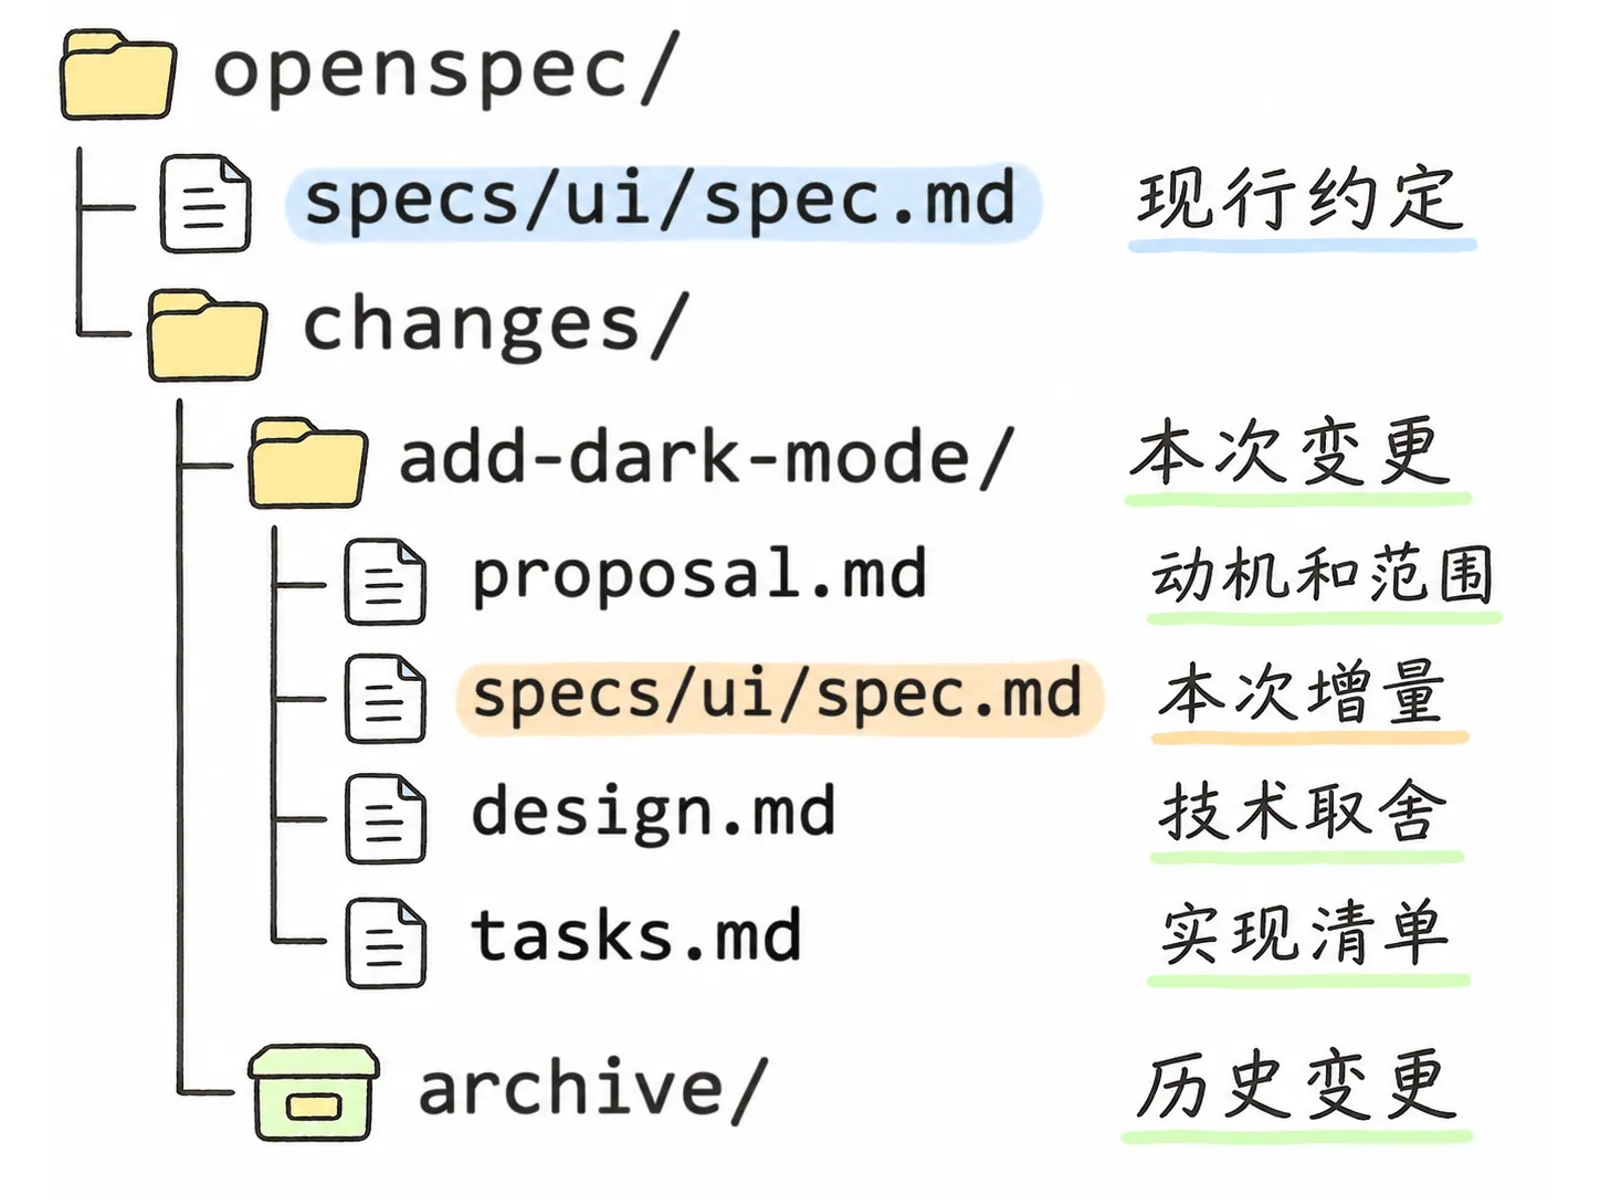 openspec/
specs/ui/spec.md 现行约定
changes/
add-dark-mode/ 本次变更
proposal.md 动机和范围
specs/ui/spec.md 本次增量
design.md 技术取舍
tasks.md 实现清单
archive/ 历史变更